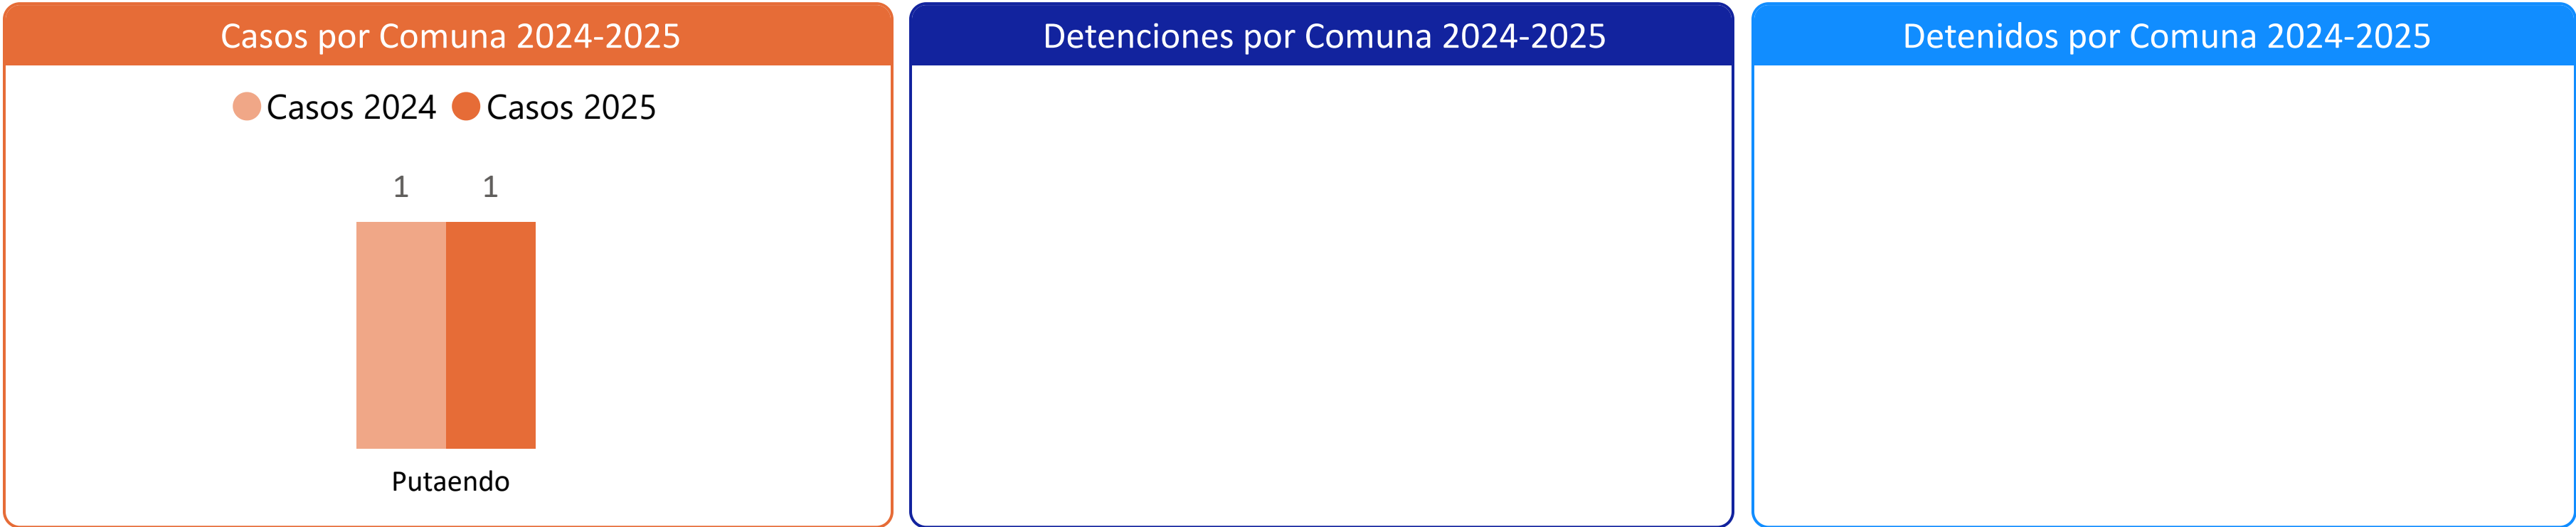 Casos por Comuna 2024-2025
Casos 2024 Casos 2025
1 1
Putaendo
Detenciones por Comuna 2024-2025
Detenidos por Comuna 2024-2025